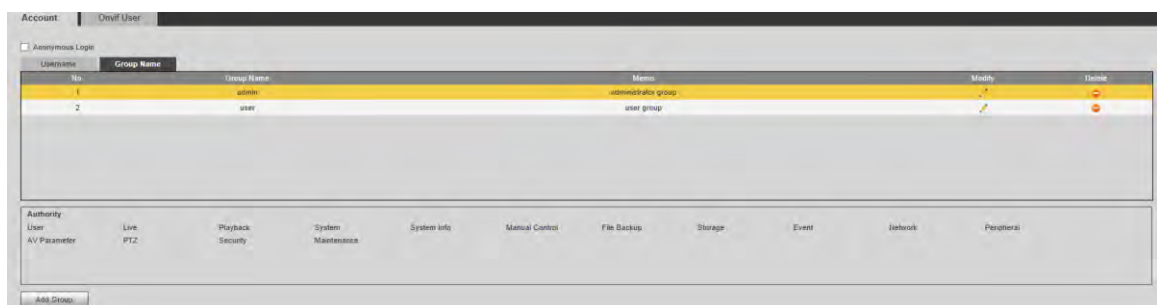 Account Onvif User
Anonymous Login
Username Group Name
No. Group Name Memo Modify Delete
1 admin administrator group
2 user user group
Authority
User Live Playback System System Info Manual Control File Backup Storage Event Network Peripheral
AV Parameter PTZ Security Maintenance
Add Group